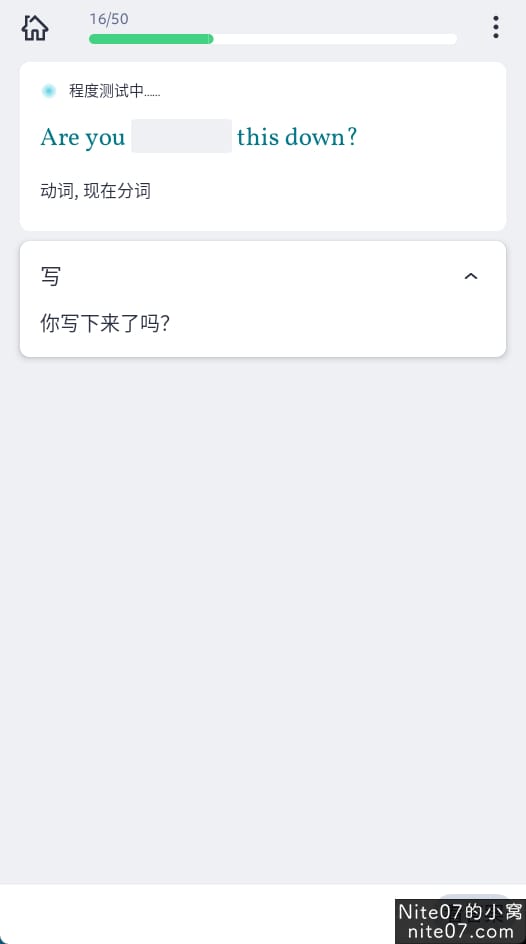 16/50
程度测试中......
Are you this down?
动词, 现在分词
写
你写下来了吗？
Nite07的小窝
nite07.com